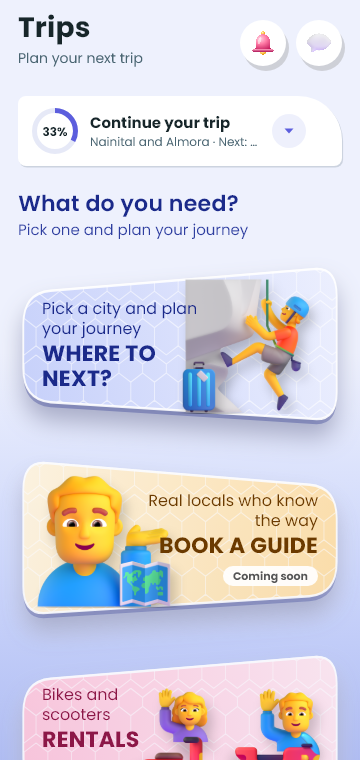 Trips
Plan your next trip
33%
Continue your trip
Nainital and Almora · Next: …
What do you need?
Pick one and plan your journey
Pick a city and plan
your journey
WHERE TO
NEXT?
Real locals who know
the way
BOOK A GUIDE
Coming soon
Bikes and
scooters
RENTALS